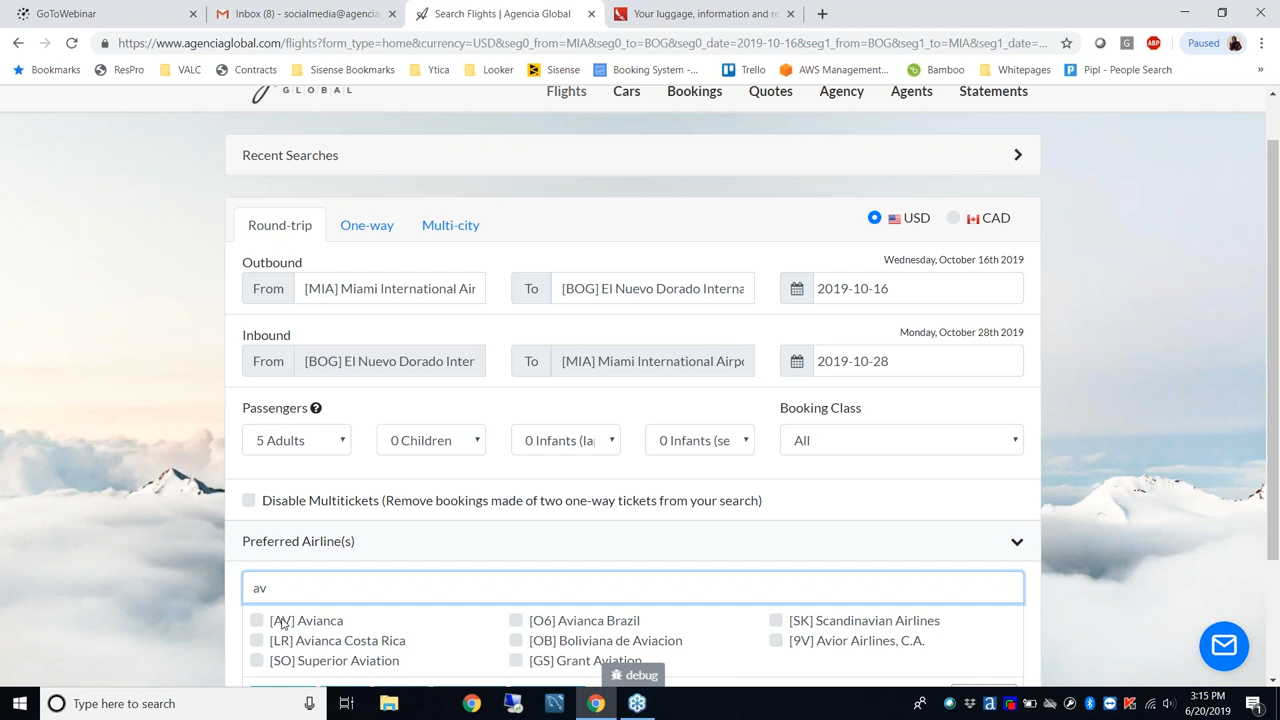 GoToWebinar
Inbox (8) - socialmedia@agencia
Search Flights | Agencia Global
Your luggage, information and re
https://www.agenciaglobal.com/flights?form_type=home&currency=USD&seg0_from=MIA&seg0_to=BOG&seg0_date=2019-10-16&seg1_from=BOG&seg1_to=MIA&seg1_date=...
G
ABP
Paused
Bookmarks
ResPro
VALC
Contracts
Sisense Bookmarks
Ytica
Looker
Sisense
Booking System -...
Trello
AWS Management...
Bamboo
Whitepages
Pipl - People Search
»
GLOBAL
Flights
Cars
Bookings
Quotes
Agency
Agents
Statements
Recent Searches
Round-trip
One-way
Multi-city
USD
CAD
Outbound
Wednesday, October 16th 2019
From
[MIA] Miami International Air
To
[BOG] El Nuevo Dorado Interna
2019-10-16
Inbound
Monday, October 28th 2019
From
[BOG] El Nuevo Dorado Inter
To
[MIA] Miami International Airpo
2019-10-28
Passengers
Booking Class
5 Adults
0 Children
0 Infants (la
0 Infants (se
All
Disable Multitickets (Remove bookings made of two one-way tickets from your search)
Preferred Airline(s)
av
[AV] Avianca
[O6] Avianca Brazil
[SK] Scandinavian Airlines
[LR] Avianca Costa Rica
[OB] Boliviana de Aviacion
[9V] Avior Airlines, C.A.
[SO] Superior Aviation
[GS] Grant Aviation
debug
Type here to search
3:15 PM
6/20/2019